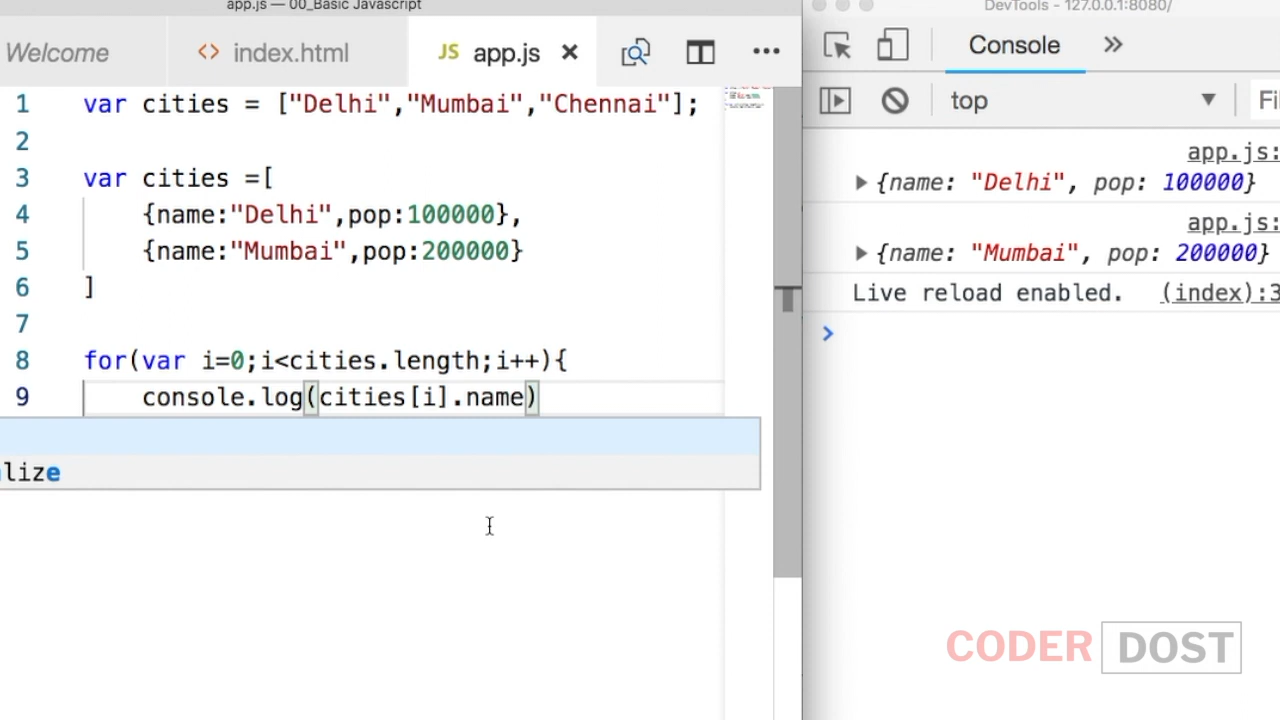 app.js — 00_Basic Javascript
Welcome
<> index.html
JS app.js ×
1 var cities = ["Delhi","Mumbai","Chennai"];
2
3 var cities =[
4 {name:"Delhi",pop:100000},
5 {name:"Mumbai",pop:200000}
6 ]
7
8 for(var i=0;i<cities.length;i++){
9 console.log(cities[i].name)
lize
DevTools - 127.0.0.1:8080/
Console »
top ▼
app.js:
▶ {name: "Delhi", pop: 100000}
app.js:
▶ {name: "Mumbai", pop: 200000}
Live reload enabled. (index):3
>
CODER DOST